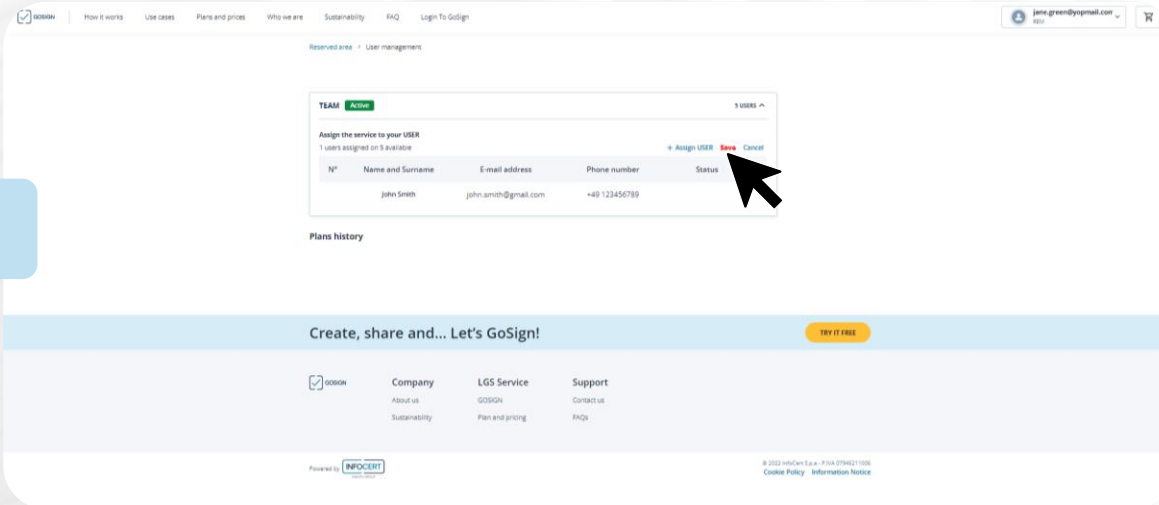 GOSIGN How it works Use cases Plans and prices Who we are Sustainability FAQ Login To GoSign jane.green@yopmail.com
Reserved area > User management
TEAM Active 5 USERS
Assign the service to your USER
1 users assigned on 5 available + Assign USER Save Cancel
N° Name and Surname E-mail address Phone number Status
John Smith john.smith@gmail.com +49 123456789
Plans history
Create, share and... Let's GoSign! TRY IT FREE
GOSIGN Company LGS Service Support
About us GOSIGN Contact us
Sustainability Plan and pricing FAQs
Powered by INFOCERT © 2022 InfoCert S.p.a - P.IVA 07945211006
Cookie Policy Information Notice